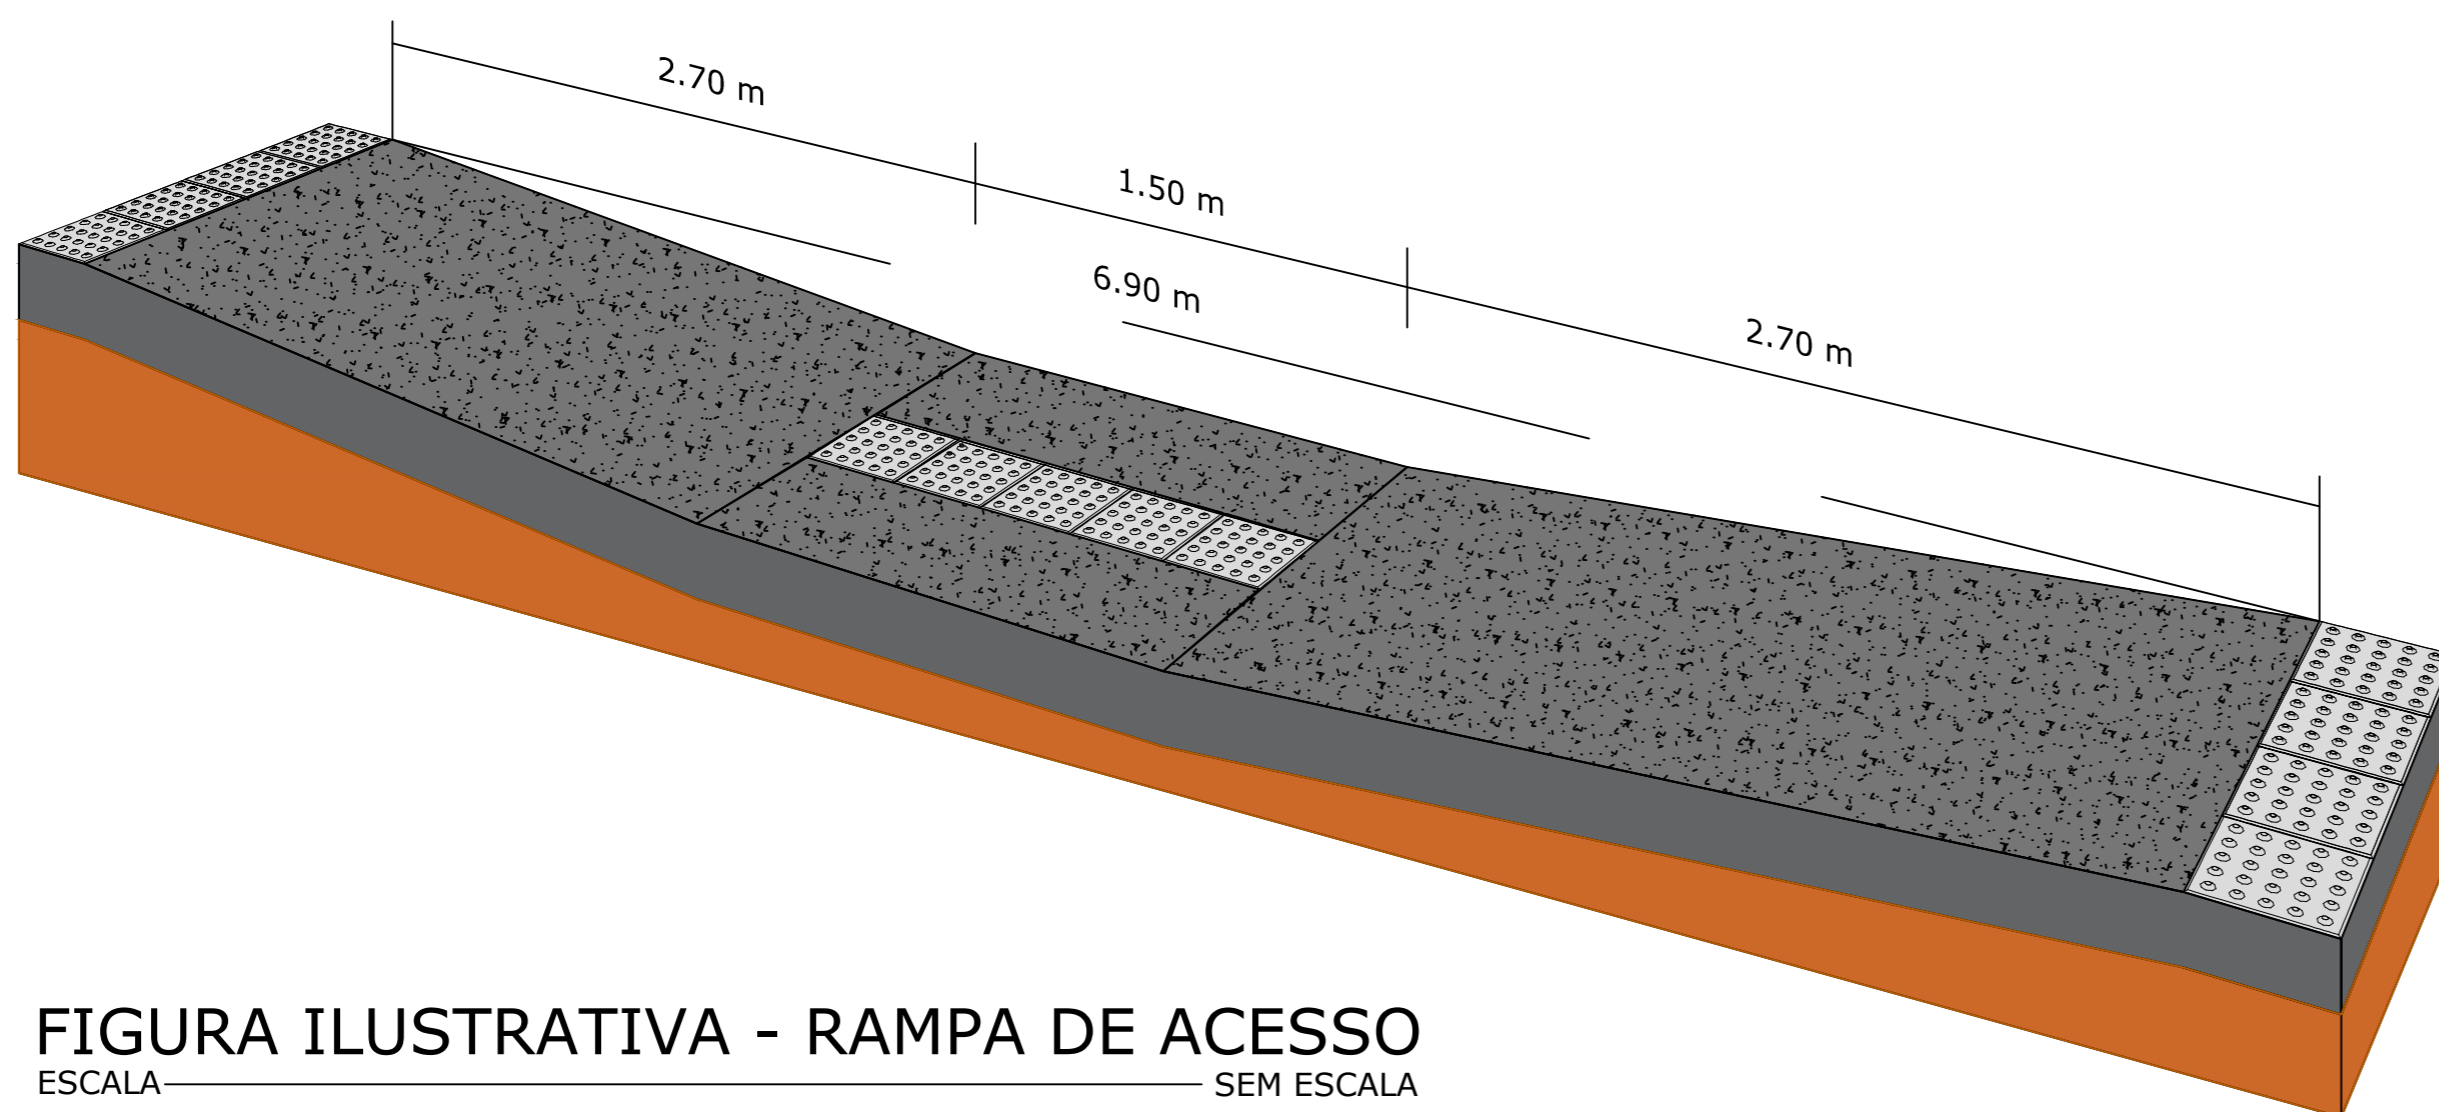 2.70 m
1.50 m
6.90 m
2.70 m
FIGURA ILUSTRATIVA - RAMPA DE ACESSO
ESCALA SEM ESCALA